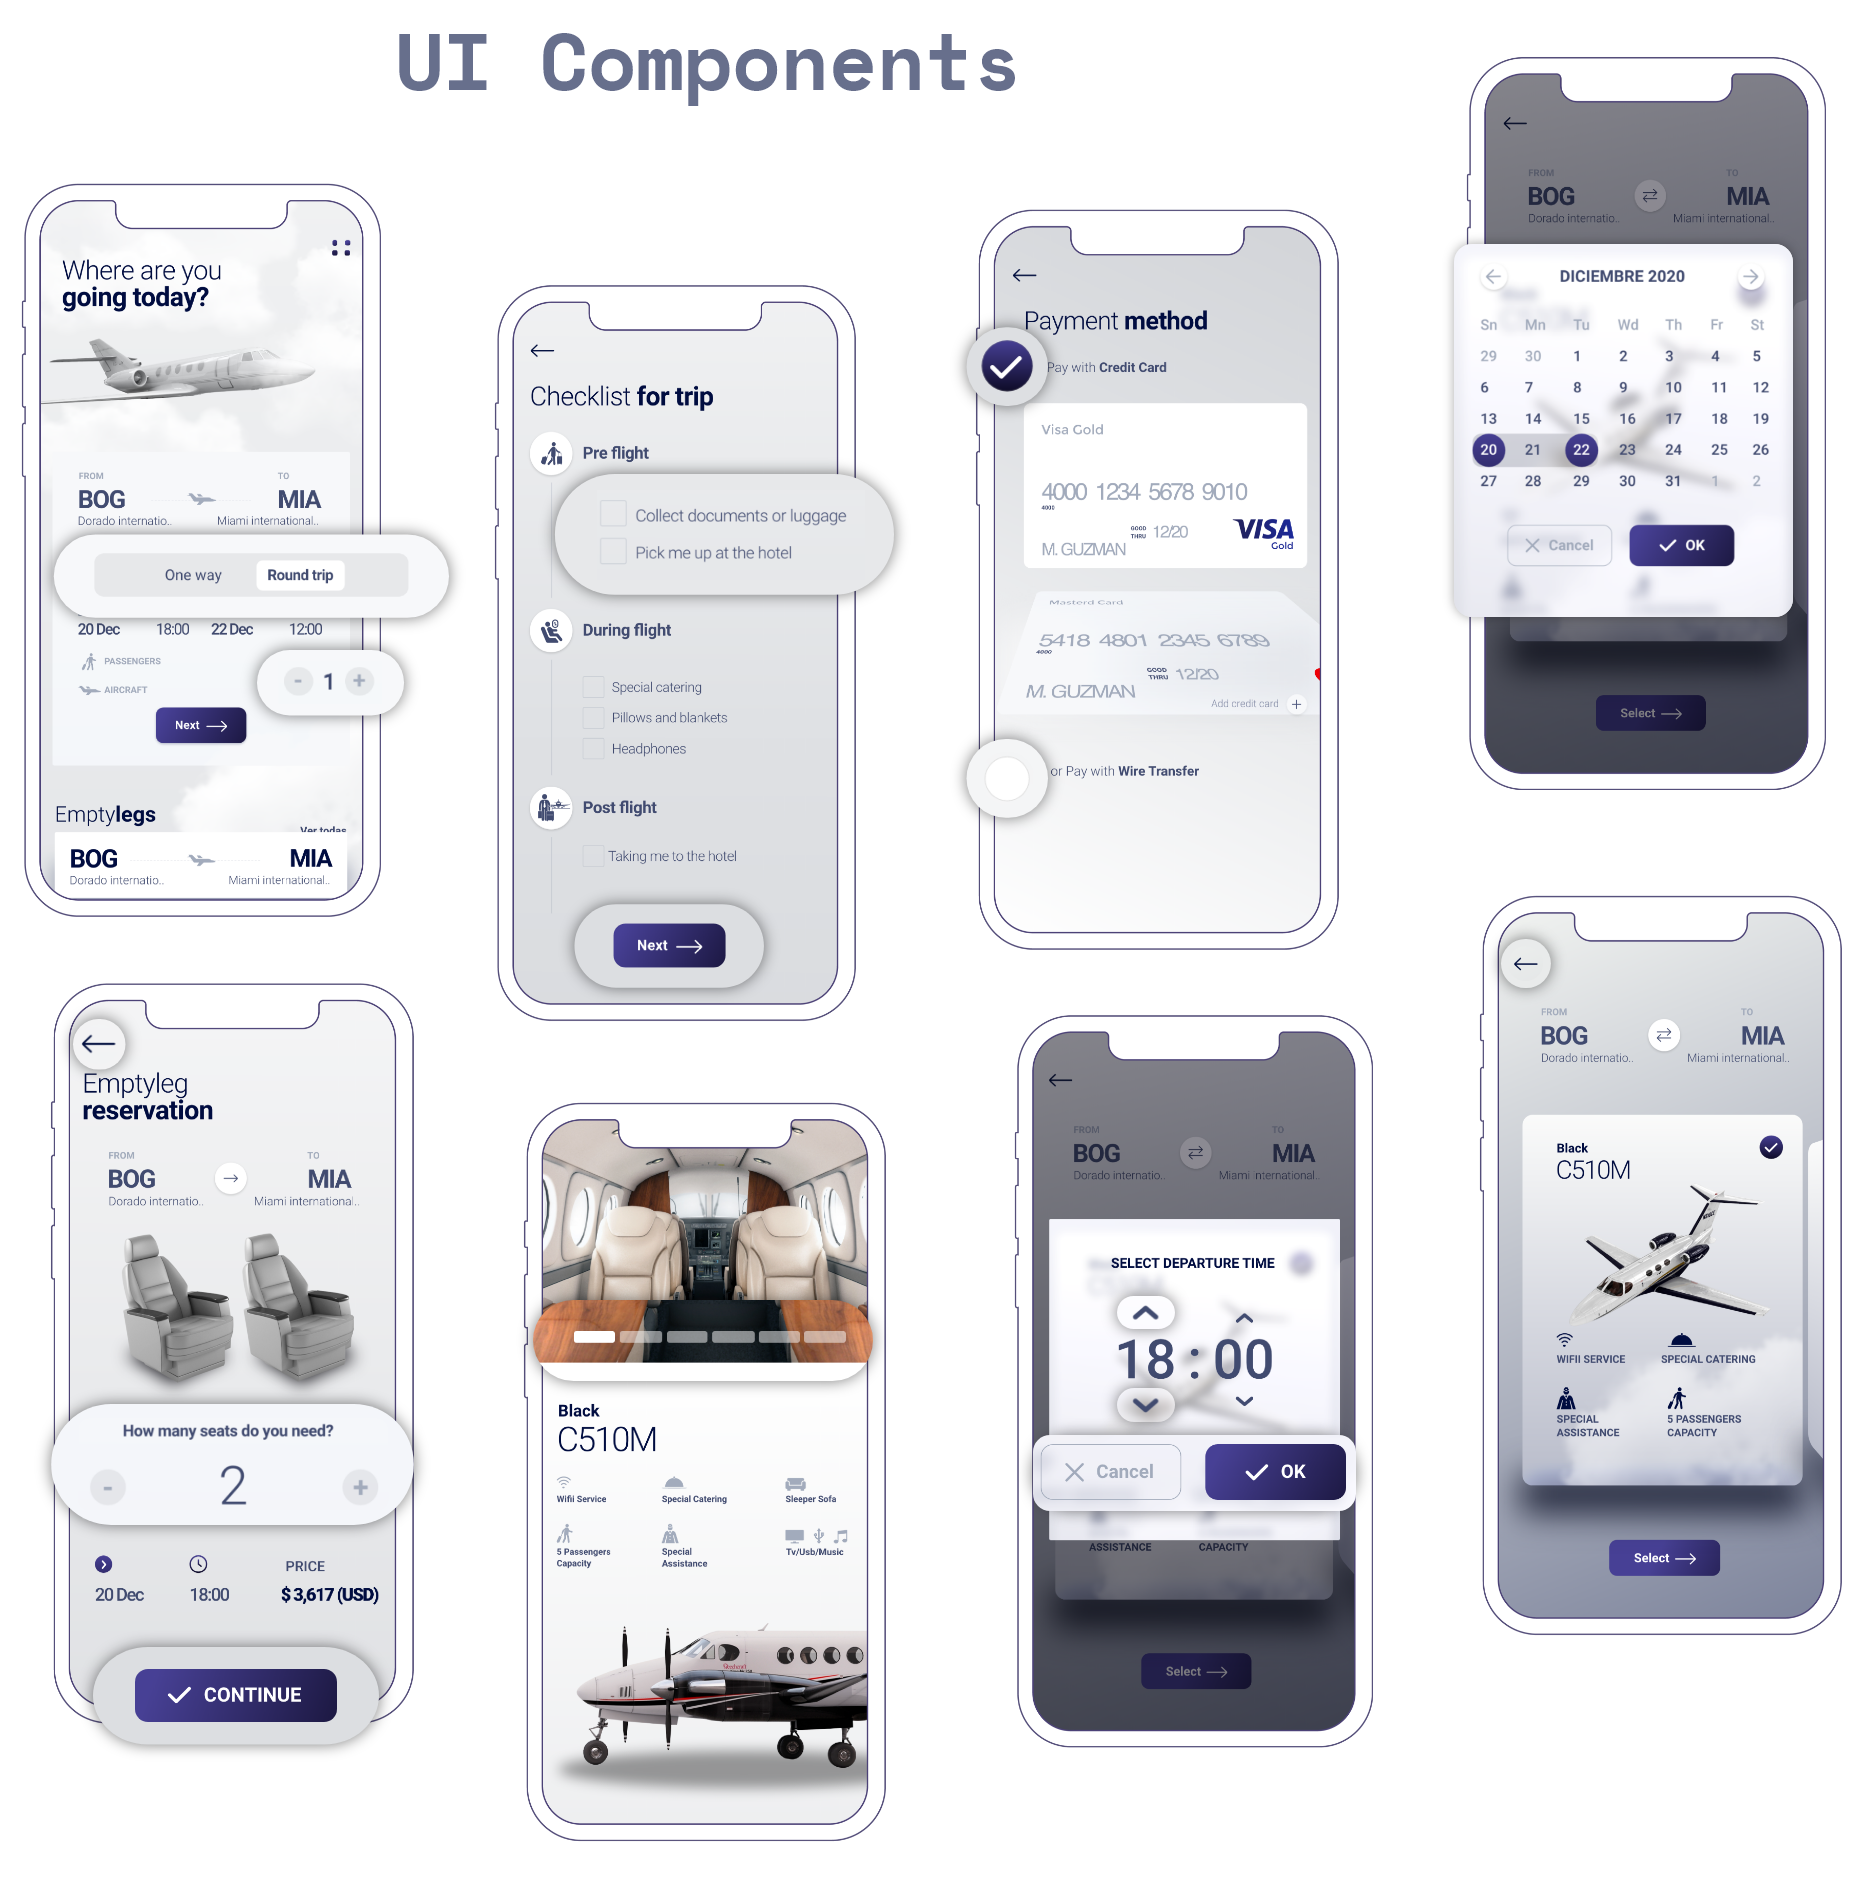 UI Components
Where are you
going today?
FROM
TO
BOG
MIA
Dorado internatio..
Miami international..
One way
Round trip
20 Dec
18:00
22 Dec
12:00
PASSENGERS
- 1 +
AIRCRAFT
Next
Emptylegs
Ver todas
BOG
MIA
Dorado internatio..
Miami international..
Checklist for trip
Pre flight
Collect documents or luggage
Pick me up at the hotel
During flight
Special catering
Pillows and blankets
Headphones
Post flight
Taking me to the hotel
Next
Payment method
Pay with Credit Card
Visa Gold
4000 1234 5678 9010
4000
GOOD
THRU
12/20
M. GUZMAN
VISA
Gold
Masterd Card
5418 4801 2345 6789
4000
GOOD
THRU
12/20
M. GUZMAN
Add credit card +
or Pay with Wire Transfer
FROM
TO
BOG
MIA
Dorado internatio..
Miami international..
DICIEMBRE 2020
Sn Mn Tu Wd Th Fr St
29 30 1 2 3 4 5
6 7 8 9 10 11 12
13 14 15 16 17 18 19
20 21 22 23 24 25 26
27 28 29 30 31 1 2
Cancel
OK
Select
Emptyleg
reservation
FROM
TO
BOG
MIA
Dorado internatio..
Miami international..
How many seats do you need?
- 2 +
PRICE
20 Dec
18:00
$ 3,617 (USD)
CONTINUE
Black
C510M
Wifii Service
Special Catering
Sleeper Sofa
5 Passengers
Capacity
Special
Assistance
Tv/Usb/Music
FROM
TO
BOG
MIA
Dorado internatio..
Miami international..
SELECT DEPARTURE TIME
C510M
18 : 00
Cancel
OK
ASSISTANCE
CAPACITY
Select
FROM
TO
BOG
MIA
Dorado internatio..
Miami international..
Black
C510M
WIFII SERVICE
SPECIAL CATERING
SPECIAL
ASSISTANCE
5 PASSENGERS
CAPACITY
Select